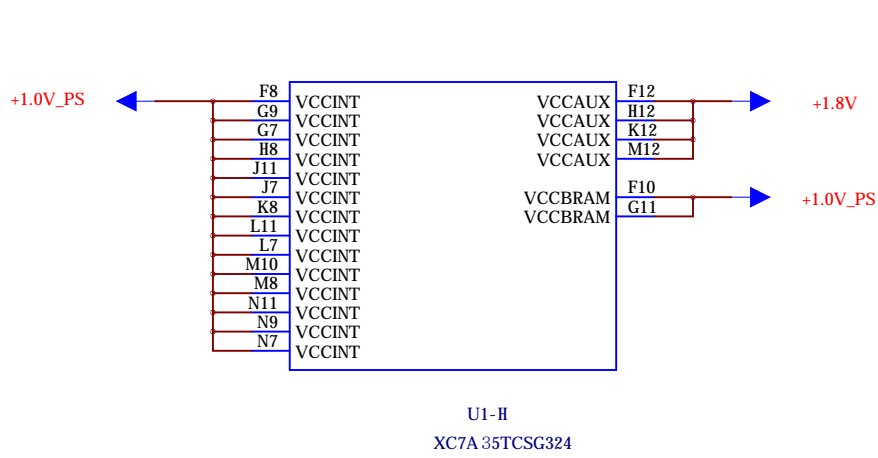 +1.0V_PS
F8 VCCINT
G9 VCCINT
G7 VCCINT
H8 VCCINT
J11 VCCINT
J7 VCCINT
K8 VCCINT
L11 VCCINT
L7 VCCINT
M10 VCCINT
M8 VCCINT
N11 VCCINT
N9 VCCINT
N7 VCCINT
VCCAUX F12
VCCAUX H12
VCCAUX K12
VCCAUX M12
+1.8V
VCCBRAM F10
VCCBRAM G11
+1.0V_PS
U1-H
XC7A35TCSG324